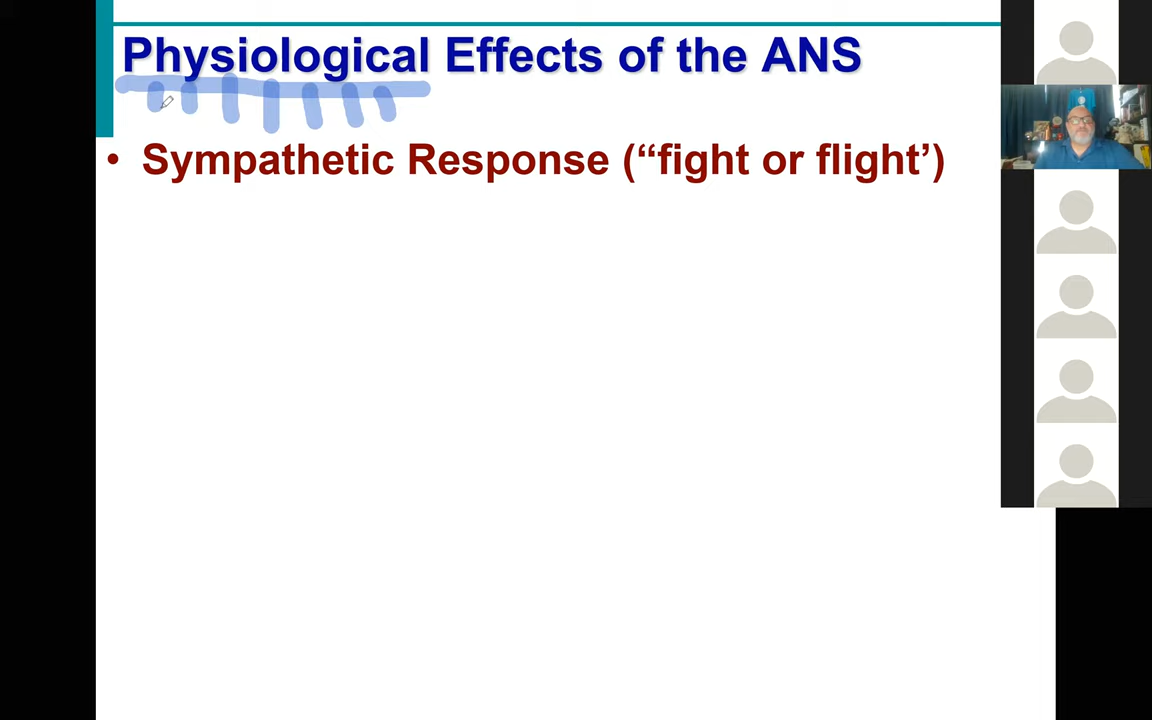 Physiological Effects of the ANS
• Sympathetic Response (“fight or flight’)